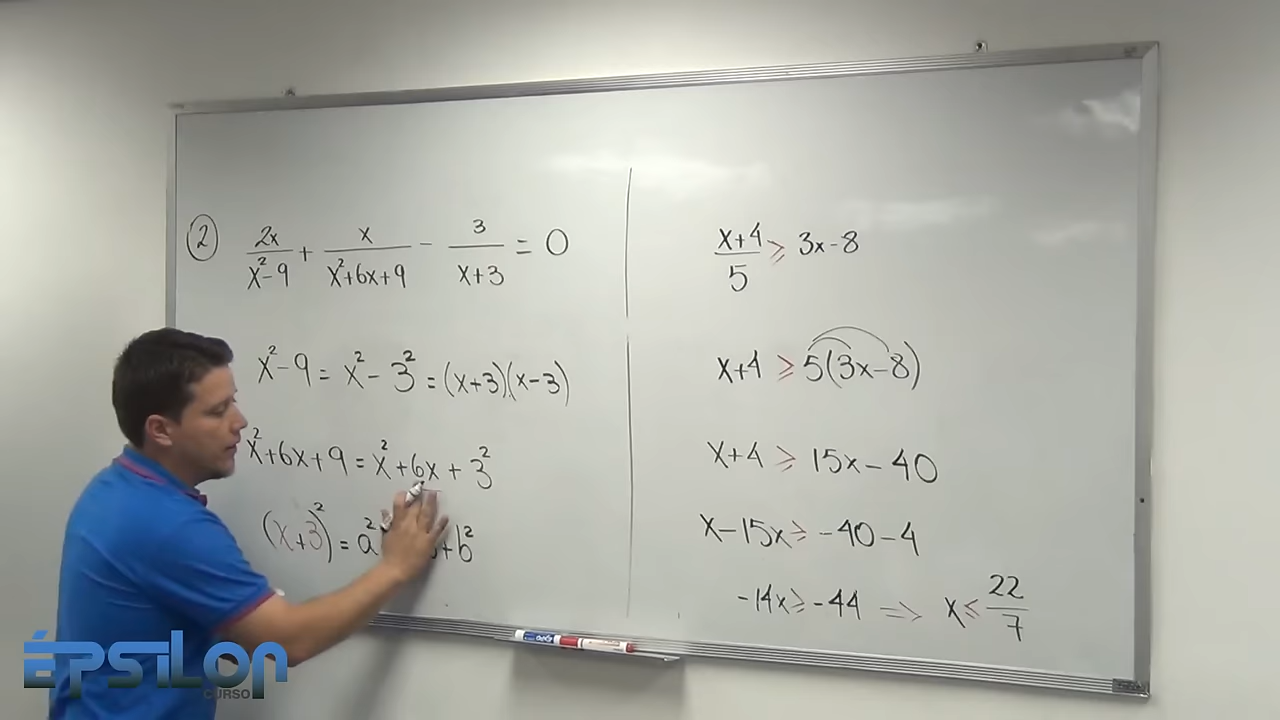 ② 2x/(x²-9) + x/(x²+6x+9) - 3/(x+3) = 0
x²-9 = x²-3² = (x+3)(x-3)
x²+6x+9 = x²+6x+3²
(x+3)² = a² +b²
(x+4)/5 ≥ 3x-8
x+4 ≥ 5(3x-8)
x+4 ≥ 15x-40
x-15x ≥ -40-4
-14x ≥ -44 => x ≤ 22/7
ÉPSILON
CURSO